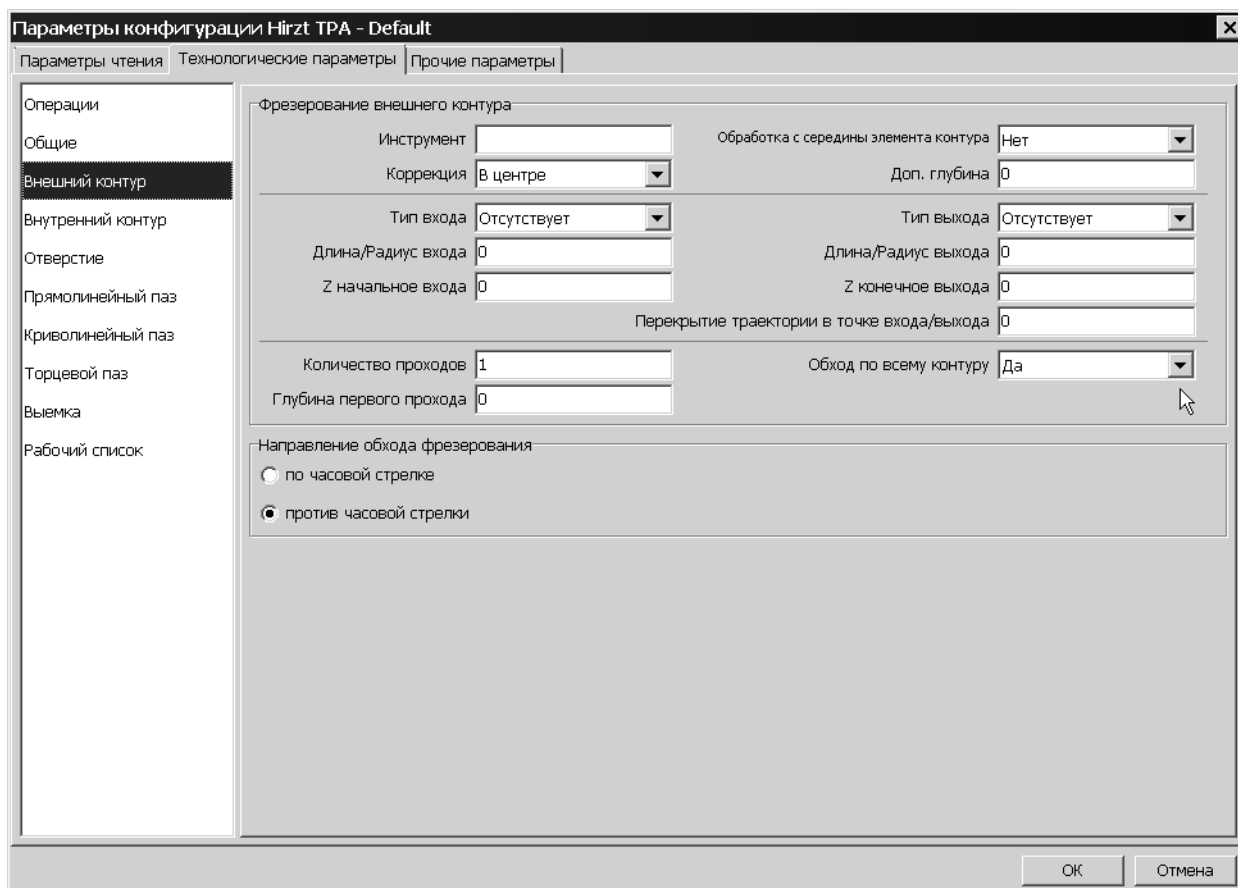 Параметры конфигурации Hirzt TPA - Default
Параметры чтения Технологические параметры Прочие параметры
Операции
Общие
Внешний контур
Внутренний контур
Отверстие
Прямолинейный паз
Криволинейный паз
Торцевой паз
Выемка
Рабочий список
Фрезерование внешнего контура
Инструмент
Обработка с середины элемента контура Нет
Коррекция В центре
Доп. глубина 0
Тип входа Отсутствует
Тип выхода Отсутствует
Длина/Радиус входа 0
Длина/Радиус выхода 0
Z начальное входа 0
Z конечное выхода 0
Перекрытие траектории в точке входа/выхода 0
Количество проходов 1
Обход по всему контуру Да
Глубина первого прохода 0
Направление обхода фрезерования
по часовой стрелке
против часовой стрелки
ОК Отмена